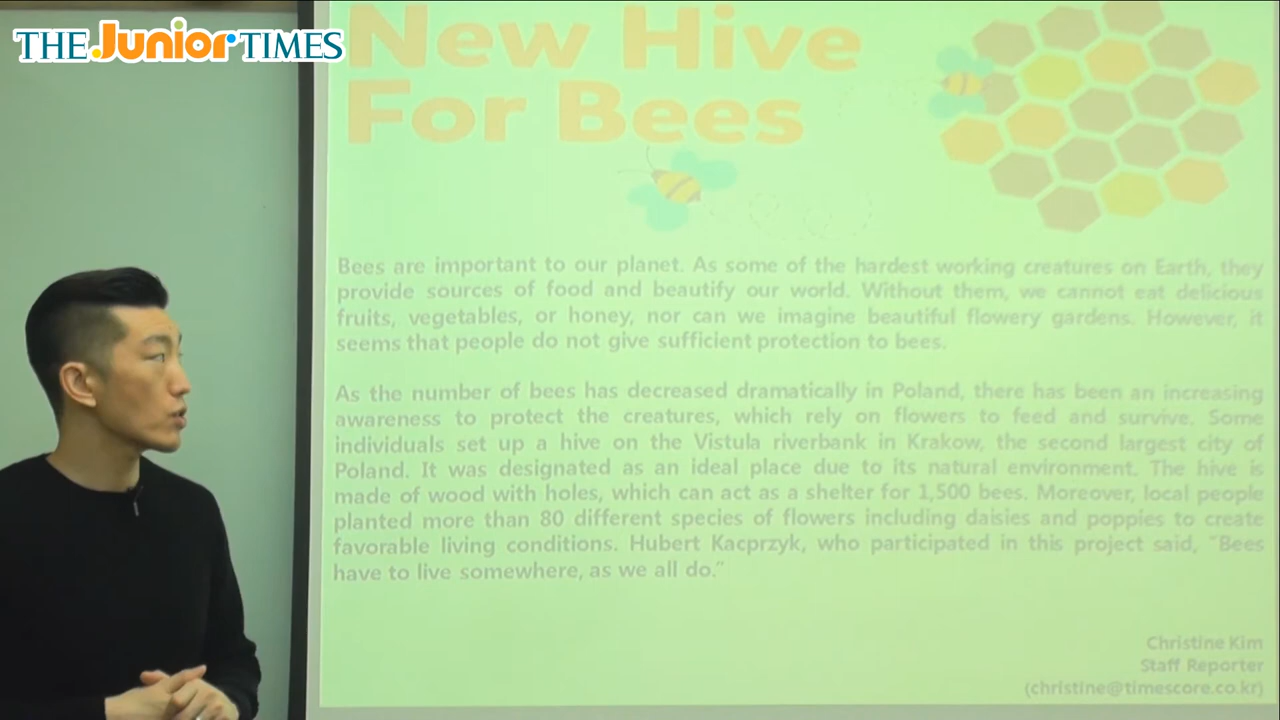 THE Junior TIMES
New Hive
For Bees
Bees are important to our planet. As some of the hardest working creatures on Earth, they
provide sources of food and beautify our world. Without them, we cannot eat delicious
fruits, vegetables, or honey, nor can we imagine beautiful flowery gardens. However, it
seems that people do not give sufficient protection to bees.
As the number of bees has decreased dramatically in Poland, there has been an increasing
awareness to protect the creatures, which rely on flowers to feed and survive. Some
individuals set up a hive on the Vistula riverbank in Krakow, the second largest city of
Poland. It was designated as an ideal place due to its natural environment. The hive is
made of wood with holes, which can act as a shelter for 1,500 bees. Moreover, local people
planted more than 80 different species of flowers including daisies and poppies to create
favorable living conditions. Hubert Kacprzyk, who participated in this project said, "Bees
have to live somewhere, as we all do."
Christine Kim
Staff Reporter
(christine@timescore.co.kr)